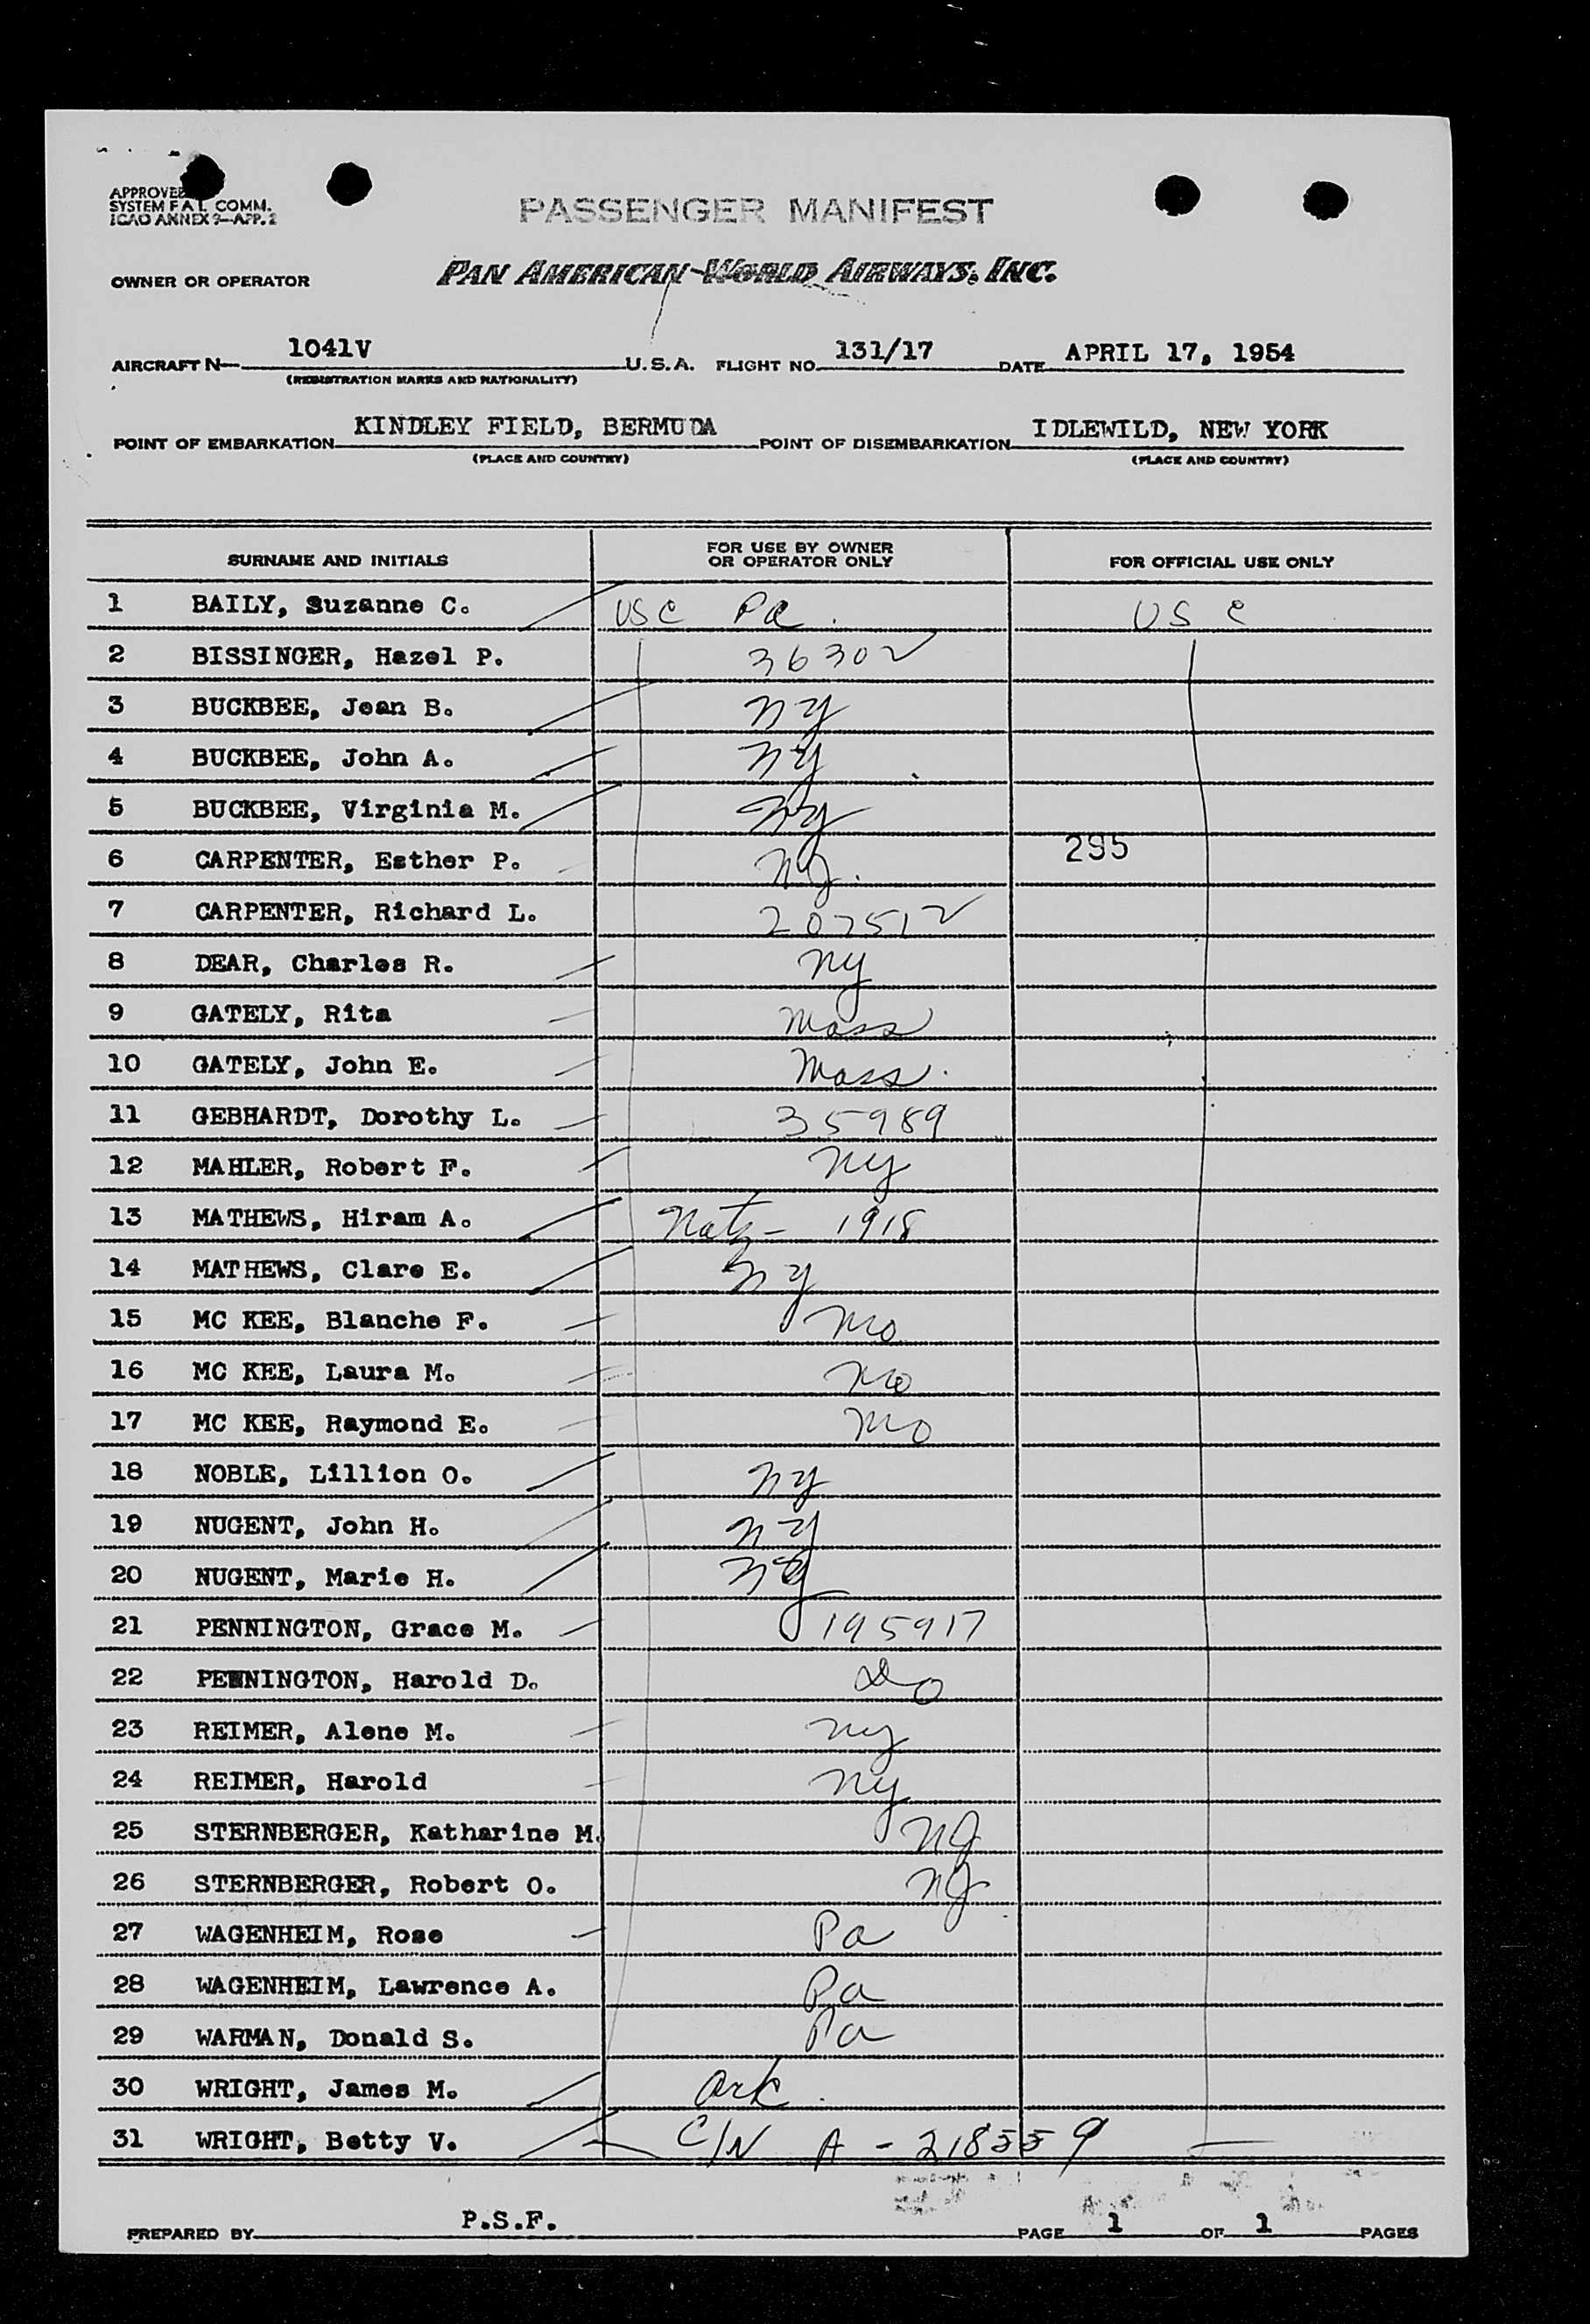 APPROVED
SYSTEM F A L COMM.
ICAO ANNEX 9-APP. 2
PASSENGER MANIFEST
OWNER OR OPERATOR PAN AMERICAN WORLD AIRWAYS, INC.
AIRCRAFT N 1041V U.S.A. FLIGHT NO. 131/17 DATE APRIL 17, 1954
(REGISTRATION MARKS AND NATIONALITY)
POINT OF EMBARKATION KINDLEY FIELD, BERMUDA POINT OF DISEMBARKATION IDLEWILD, NEW YORK
(PLACE AND COUNTRY) (PLACE AND COUNTRY)
SURNAME AND INITIALS FOR USE BY OWNER OR OPERATOR ONLY FOR OFFICIAL USE ONLY
1 BAILY, Suzanne C. USC Pa. USC
2 BISSINGER, Hazel P. 36302
3 BUCKBEE, Jean B. NY
4 BUCKBEE, John A. NY
5 BUCKBEE, Virginia M. NY
6 CARPENTER, Esther P. NJ. 295
7 CARPENTER, Richard L. 207512
8 DEAR, Charles R. NY
9 GATELY, Rita Mass
10 GATELY, John E. Mass.
11 GEBHARDT, Dorothy L. 35989
12 MAHLER, Robert F. NY
13 MATHEWS, Hiram A. Natz - 1918
14 MATHEWS, Clare E. NY
15 MC KEE, Blanche F. Mo
16 MC KEE, Laura M. Mo
17 MC KEE, Raymond E. Mo
18 NOBLE, Lillion O. NY
19 NUGENT, John H. NY
20 NUGENT, Marie H. NY
21 PENNINGTON, Grace M. 195917
22 PENNINGTON, Harold D. Do
23 REIMER, Alene M. NY
24 REIMER, Harold NY
25 STERNBERGER, Katharine M. NJ
26 STERNBERGER, Robert O. NJ
27 WAGENHEIM, Rose Pa
28 WAGENHEIM, Lawrence A. Pa
29 WARMAN, Donald S. Pa
30 WRIGHT, James M. Ark.
31 WRIGHT, Betty V. C/N A - 218559
PREPARED BY P.S.F. PAGE 1 OF 1 PAGES